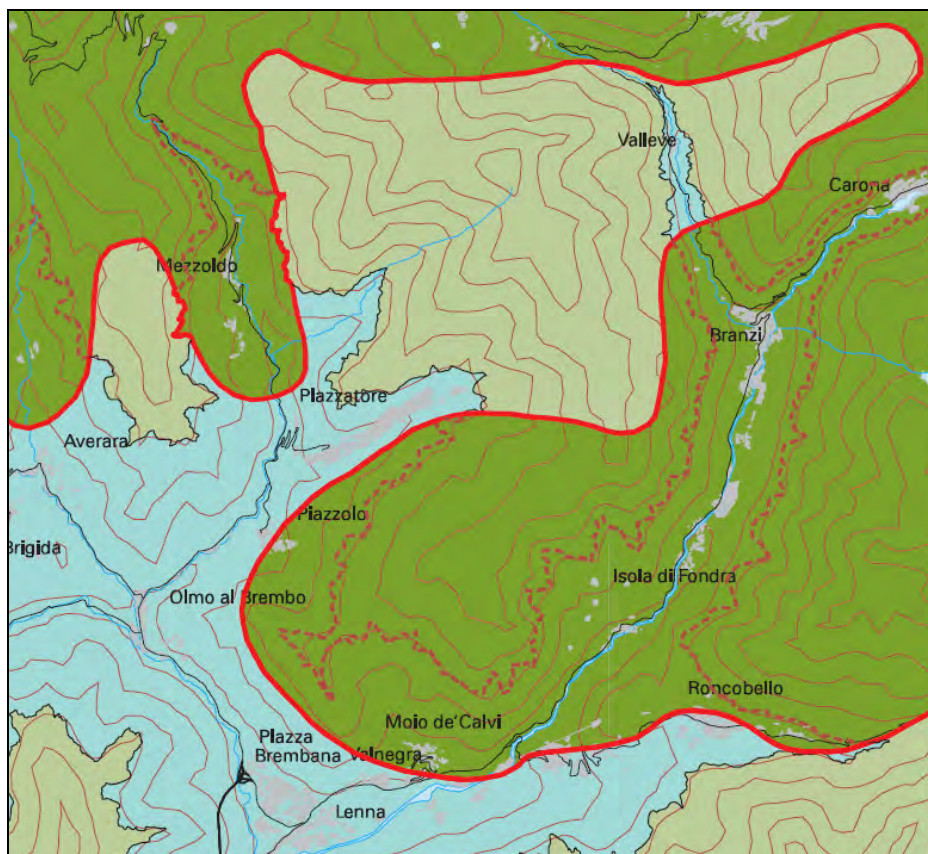 Valleve
Carona
Mezzoldo
Branzi
Piazzatore
Averara
Piazzolo
Brigida
Isola di Fondra
Olmo al Brembo
Roncobello
Moio de'Calvi
Plazza
Brembana
Valnegra
Lenna